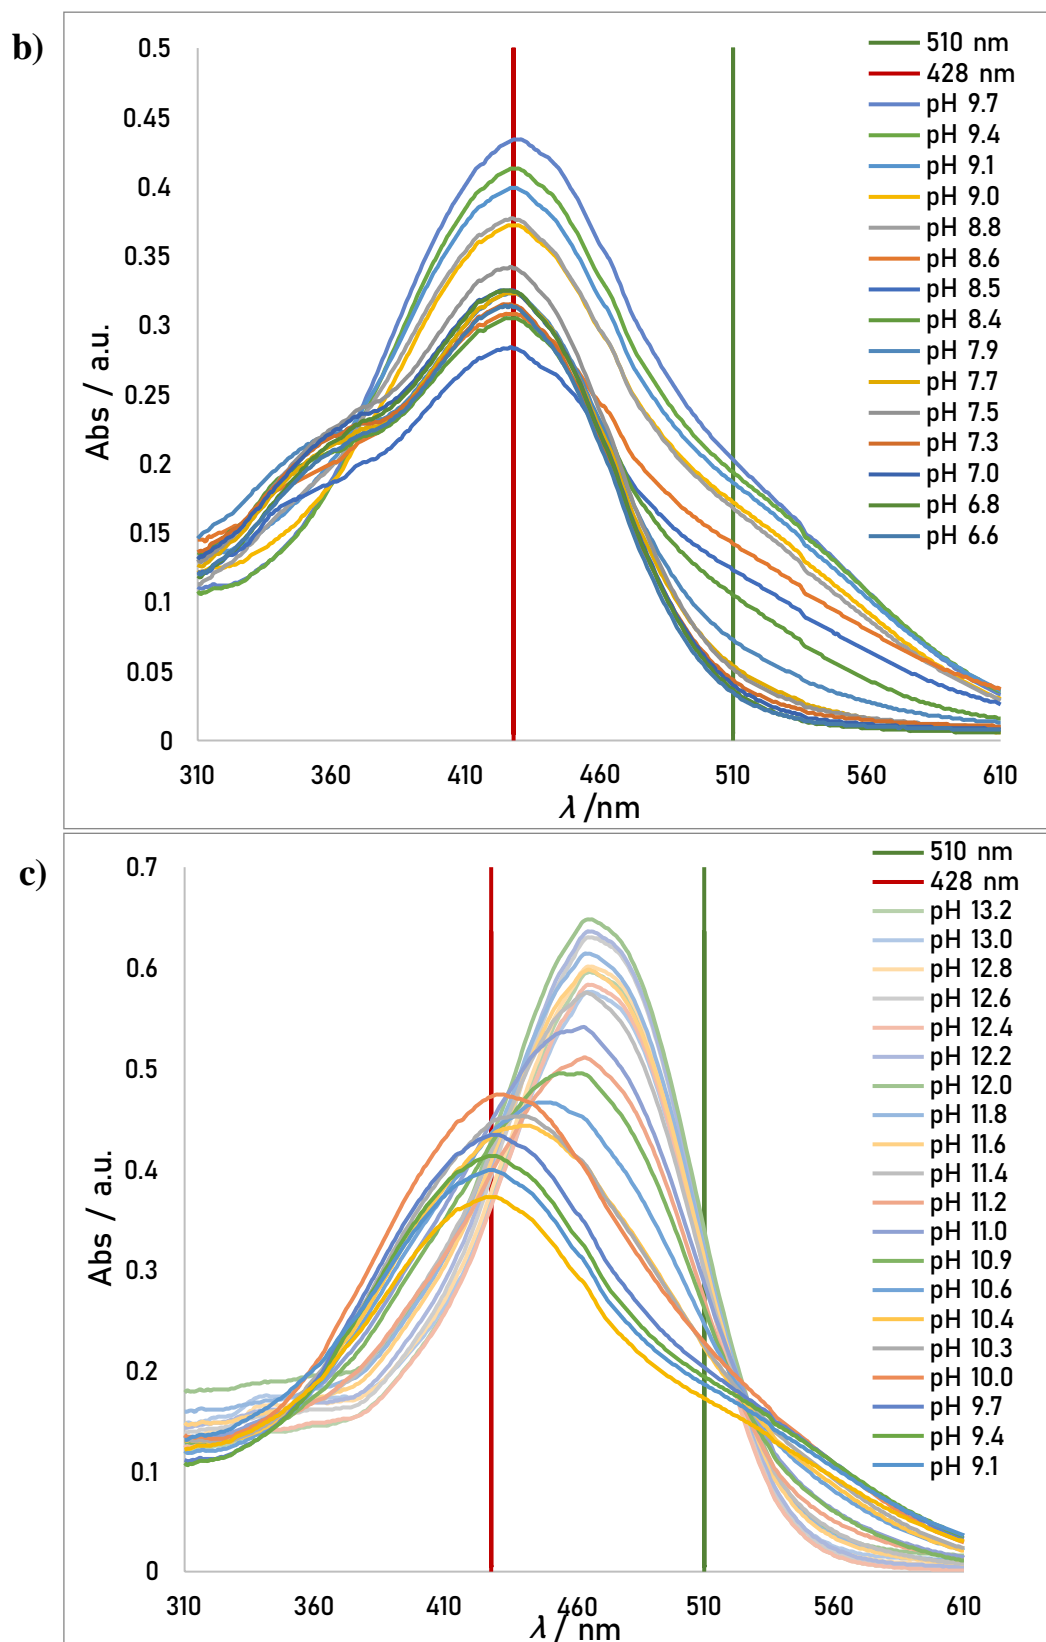 b)
0.5
0.45
0.4
0.35
0.3
0.25
0.2
0.15
0.1
0.05
0
Abs / a.u.
310 360 410 460 510 560 610
λ /nm
510 nm
428 nm
pH 9.7
pH 9.4
pH 9.1
pH 9.0
pH 8.8
pH 8.6
pH 8.5
pH 8.4
pH 7.9
pH 7.7
pH 7.5
pH 7.3
pH 7.0
pH 6.8
pH 6.6
c)
0.7
0.6
0.5
0.4
0.3
0.2
0.1
0
Abs / a.u.
310 360 410 460 510 560 610
λ / nm
510 nm
428 nm
pH 13.2
pH 13.0
pH 12.8
pH 12.6
pH 12.4
pH 12.2
pH 12.0
pH 11.8
pH 11.6
pH 11.4
pH 11.2
pH 11.0
pH 10.9
pH 10.6
pH 10.4
pH 10.3
pH 10.0
pH 9.7
pH 9.4
pH 9.1